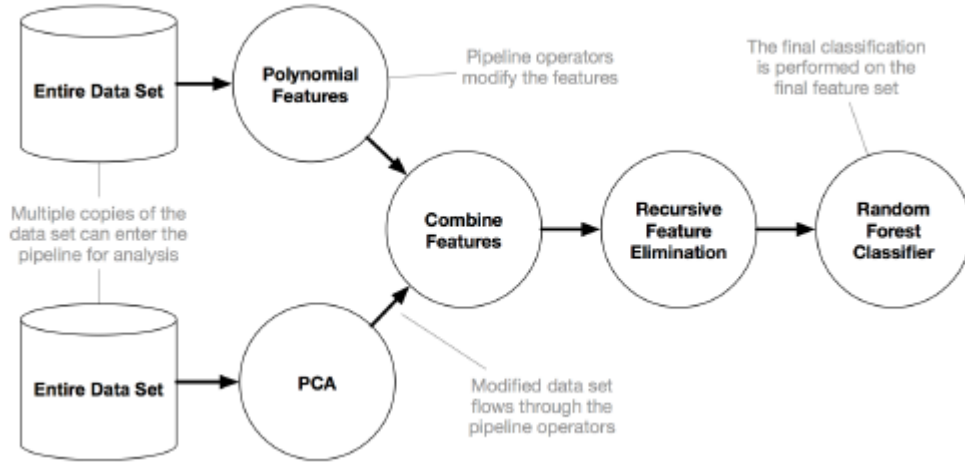 Entire Data Set
Polynomial
Features
Pipeline operators
modify the features
The final classification
is performed on the
final feature set
Multiple copies of the
data set can enter the
pipeline for analysis
Combine
Features
Recursive
Feature
Elimination
Random
Forest
Classifier
Entire Data Set
PCA
Modified data set
flows through the
pipeline operators